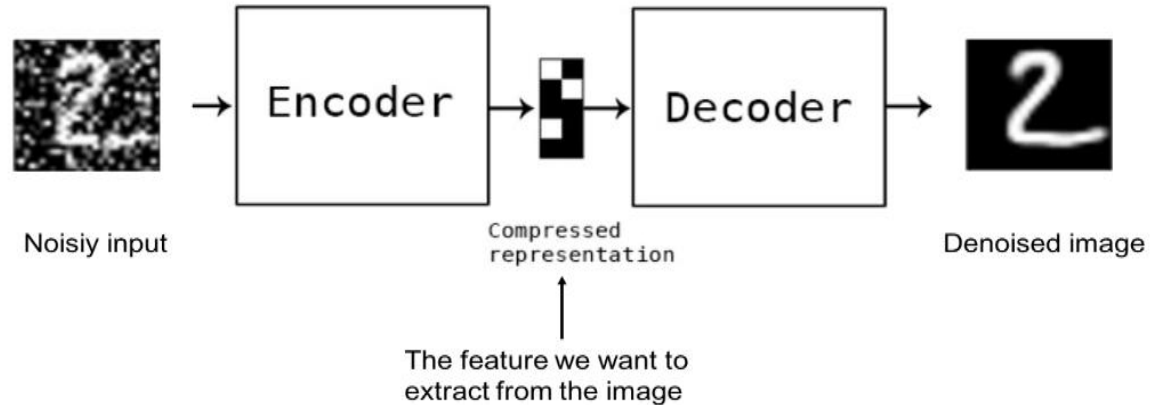 Encoder
Decoder
Noisiy input
Compressed
representation
Denoised image
The feature we want to
extract from the image